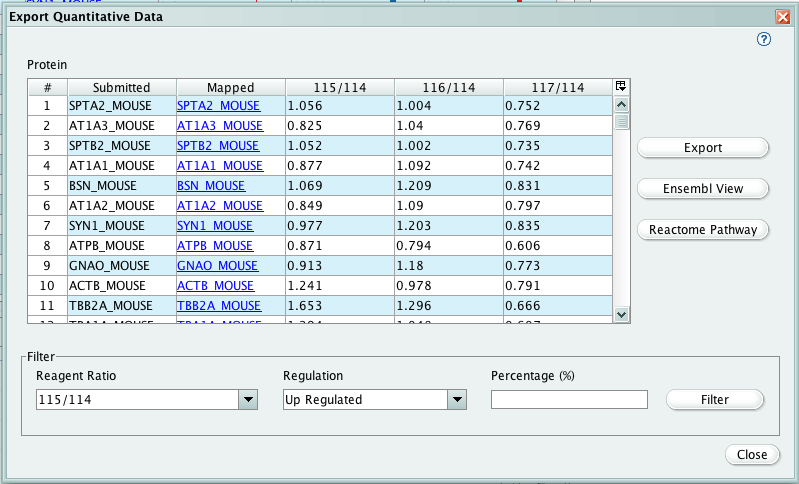 Export Quantitative Data
Protein
# Submitted Mapped 115/114 116/114 117/114
1 SPTA2_MOUSE SPTA2_MOUSE 1.056 1.004 0.752
2 AT1A3_MOUSE AT1A3_MOUSE 0.825 1.04 0.769
3 SPTB2_MOUSE SPTB2_MOUSE 1.052 1.002 0.735
4 AT1A1_MOUSE AT1A1_MOUSE 0.877 1.092 0.742
5 BSN_MOUSE BSN_MOUSE 1.069 1.209 0.831
6 AT1A2_MOUSE AT1A2_MOUSE 0.849 1.09 0.797
7 SYN1_MOUSE SYN1_MOUSE 0.977 1.203 0.835
8 ATPB_MOUSE ATPB_MOUSE 0.871 0.794 0.606
9 GNAO_MOUSE GNAO_MOUSE 0.913 1.18 0.773
10 ACTB_MOUSE ACTB_MOUSE 1.241 0.978 0.791
11 TBB2A_MOUSE TBB2A_MOUSE 1.653 1.296 0.666
Export
Ensembl View
Reactome Pathway
Filter
Reagent Ratio Regulation Percentage (%)
115/114 Up Regulated Filter
Close